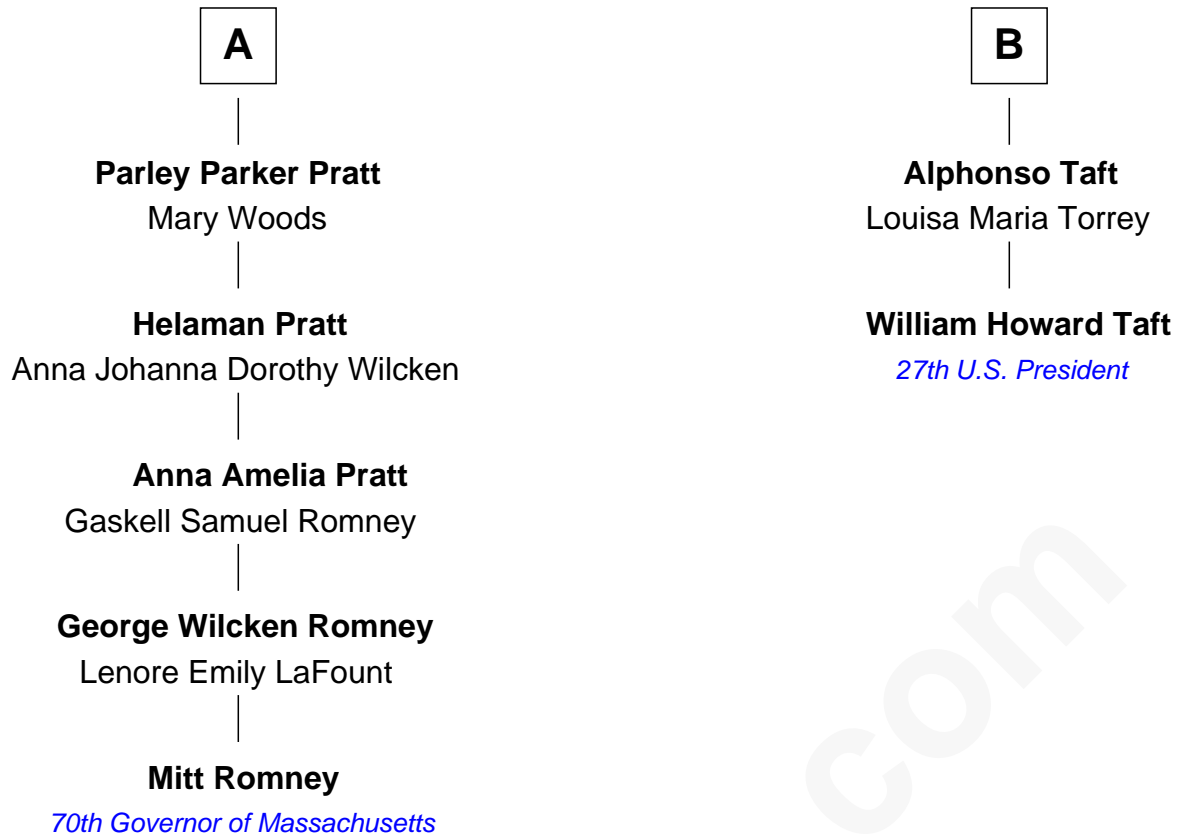 A
Parley Parker Pratt
Mary Woods
Helaman Pratt
Anna Johanna Dorothy Wilcken
Anna Amelia Pratt
Gaskell Samuel Romney
George Wilcken Romney
Lenore Emily LaFount
Mitt Romney
70th Governor of Massachusetts
B
Alphonso Taft
Louisa Maria Torrey
William Howard Taft
27th U.S. President
com